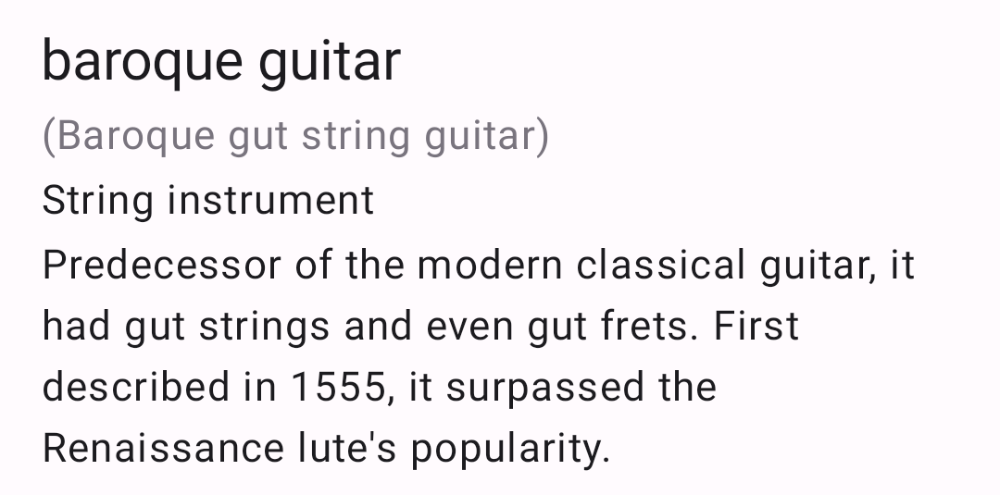 baroque guitar
(Baroque gut string guitar)
String instrument
Predecessor of the modern classical guitar, it
had gut strings and even gut frets. First
described in 1555, it surpassed the
Renaissance lute's popularity.